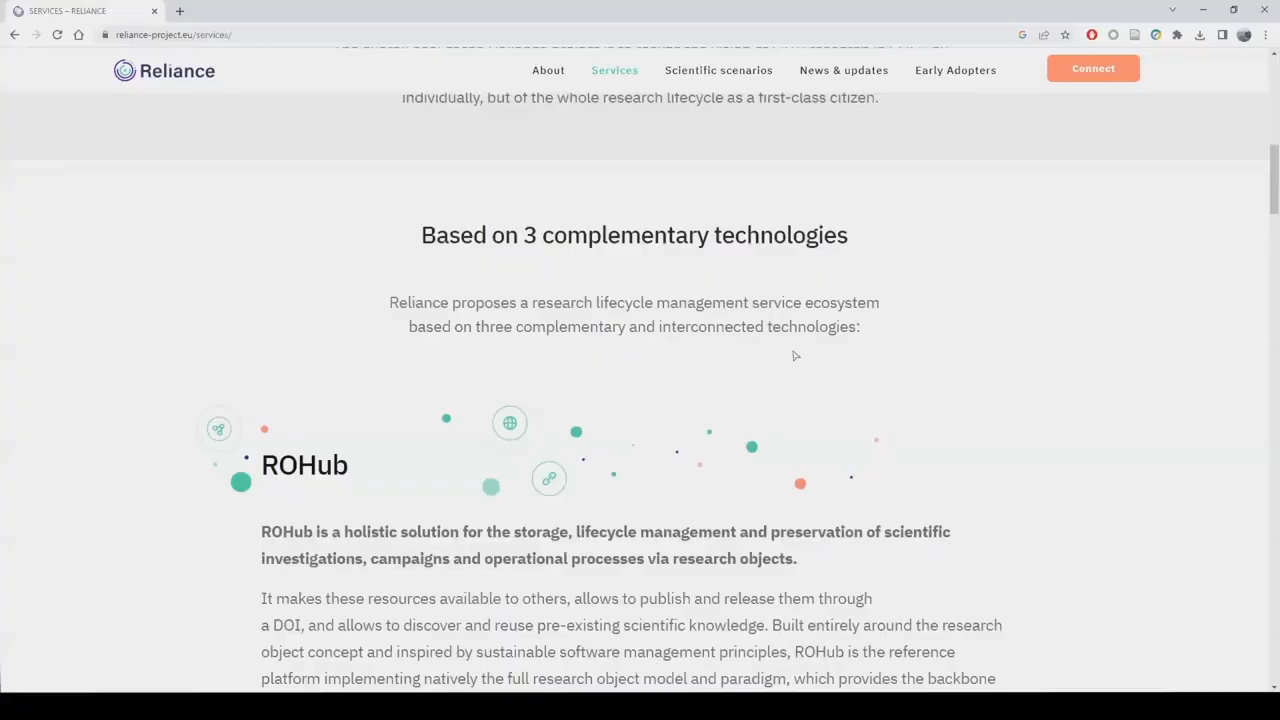 SERVICES – RELIANCE
reliance-project.eu/services/
Reliance
About
Services
Scientific scenarios
News & updates
Early Adopters
Connect
individually, but of the whole research lifecycle as a first-class citizen.
Based on 3 complementary technologies
Reliance proposes a research lifecycle management service ecosystem
based on three complementary and interconnected technologies:
ROHub
ROHub is a holistic solution for the storage, lifecycle management and preservation of scientific
investigations, campaigns and operational processes via research objects.
It makes these resources available to others, allows to publish and release them through
a DOI, and allows to discover and reuse pre-existing scientific knowledge. Built entirely around the research
object concept and inspired by sustainable software management principles, ROHub is the reference
platform implementing natively the full research object model and paradigm, which provides the backbone